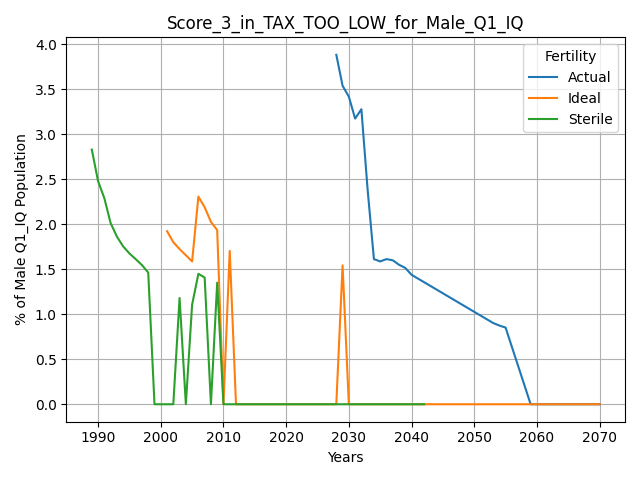 Score_3_in_TAX_TOO_LOW_for_Male_Q1_IQ
Fertility
Actual
Ideal
Sterile
% of Male Q1_IQ Population
4.0
3.5
3.0
2.5
2.0
1.5
1.0
0.5
0.0
1990 2000 2010 2020 2030 2040 2050 2060 2070
Years